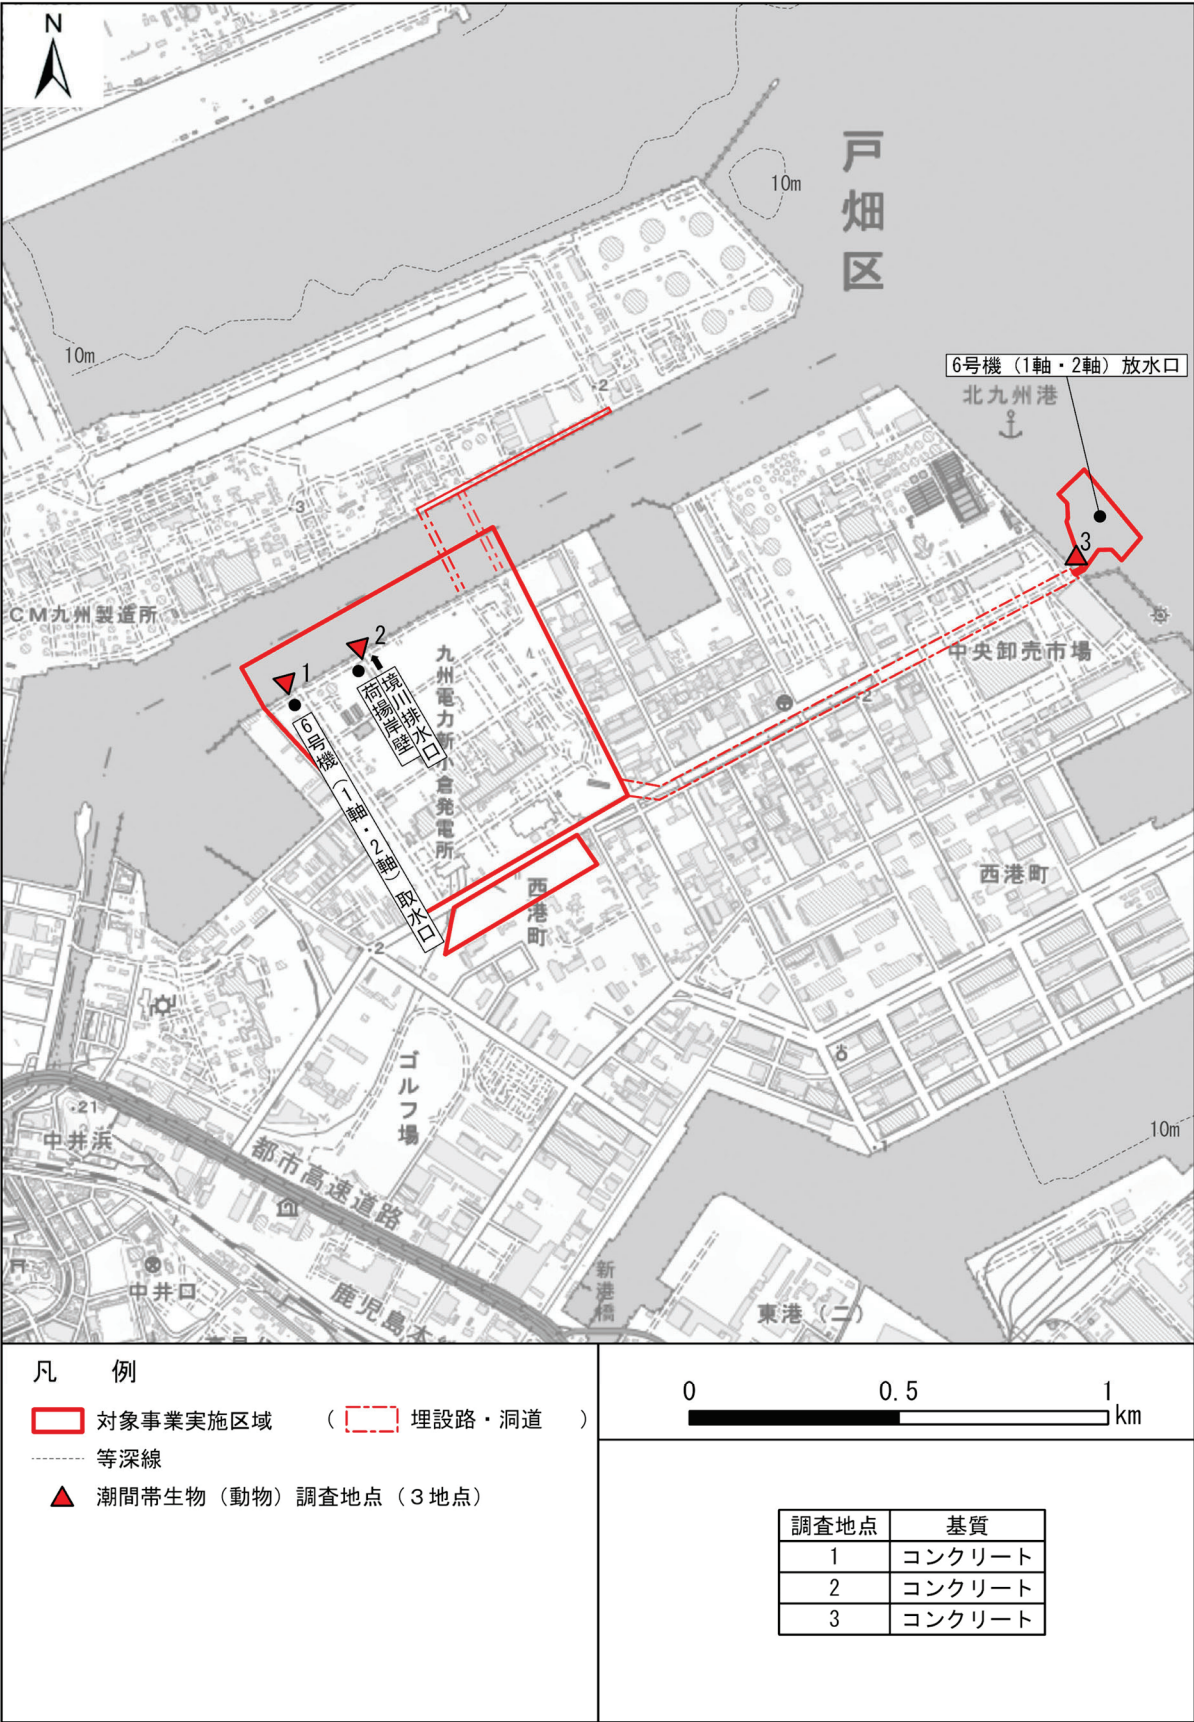 N
戸畑区
10m
10m
6号機（1軸・2軸）放水口
北九州港
2
3
3
CM九州製造所
2
1
境川排水口
荷揚岸壁
九州電力新小倉発電所
6号機（1軸・2軸）取水口
中央卸売市場
2
西港町
西港町
2
ゴルフ場
21
中井浜
都市高速道路
1
10m
中井口
鹿児島本
新港橋
東港（二）
凡　例
対象事業実施区域　（　埋設路・洞道　）
等深線
潮間帯生物（動物）調査地点（3地点）
0　0.5　1
km
調査地点　基質
1　コンクリート
2　コンクリート
3　コンクリート